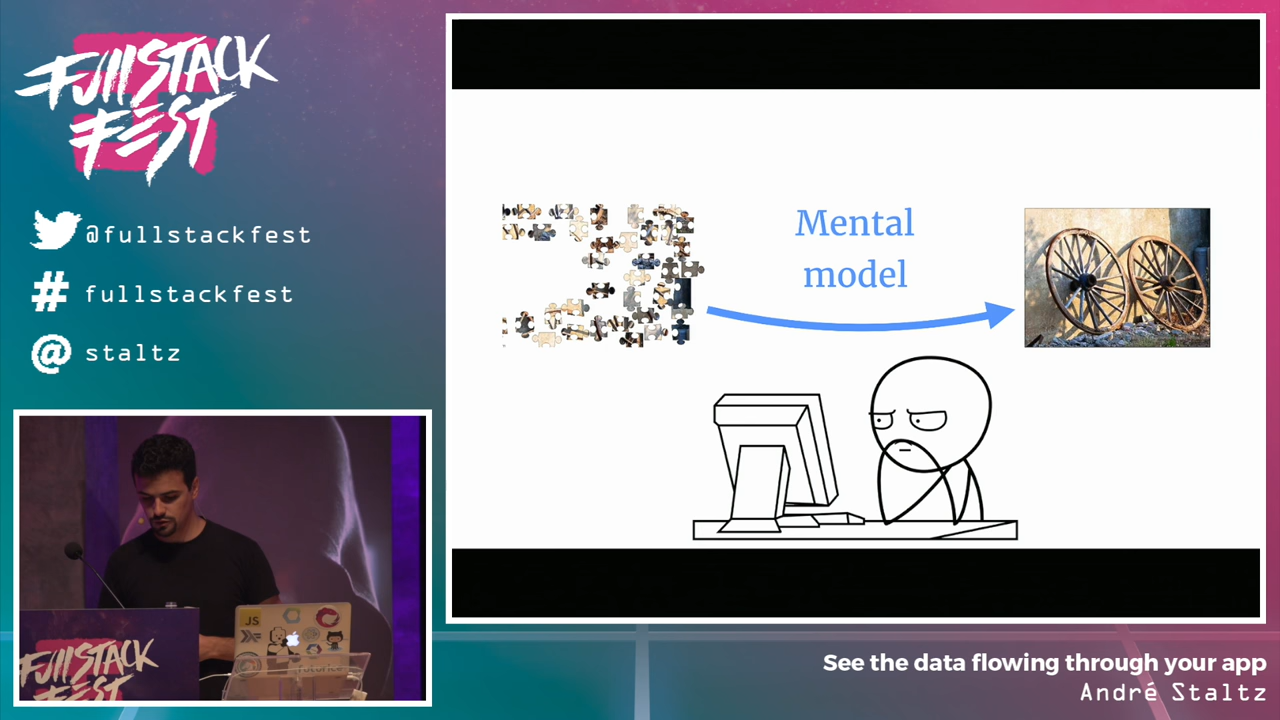 FullStack
Fest
@fullstackfest
# fullstackfest
@ staltz
Mental
model
JS
FullStack
Fest
See the data flowing through your app
André Staltz